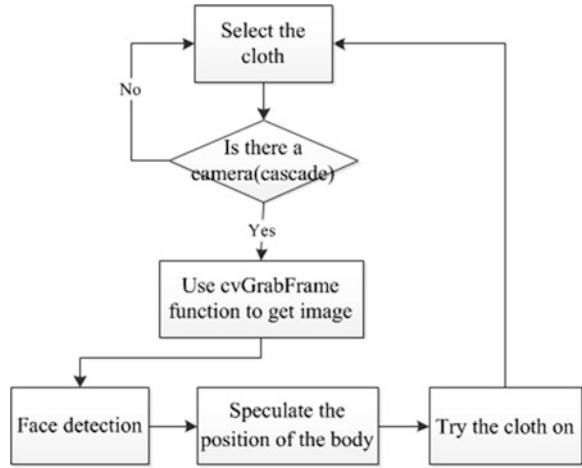 Select the
cloth
No
Is there a
camera(cascade)
Yes
Use cvGrabFrame
function to get image
Face detection
Speculate the
position of the body
Try the cloth on